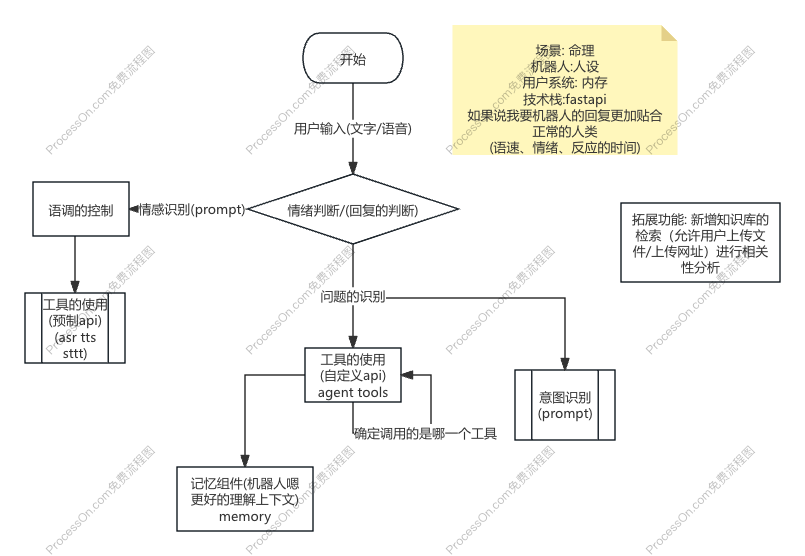 开始
场景: 命理
机器人:人设
用户系统: 内存
技术栈:fastapi
如果说我要机器人的回复更加贴合
正常的人类
(语速、情绪、反应的时间)
用户输入(文字/语音)
语调的控制
情感识别(prompt)
情绪判断/(回复的判断)
拓展功能: 新增知识库的
检索（允许用户上传文
件/上传网址）进行相关
性分析
工具的使用
(预制api)
(asr tts
sttt)
问题的识别
工具的使用
(自定义api)
agent tools
意图识别
(prompt)
确定调用的是哪一个工具
记忆组件(机器人嗯
更好的理解上下文)
memory
ProcessOn.com免费流程图
ProcessOn.com免费流程图
ProcessOn.com免费流程图
ProcessOn.com免费流程图
ProcessOn.com免费流程图
ProcessOn.com免费流程图
ProcessOn.com免费流程图
ProcessOn.com免费流程图
ProcessOn.com免费流程图
ProcessOn.com免费流程图
ProcessOn.com免费流程图
ProcessOn.com免费流程图